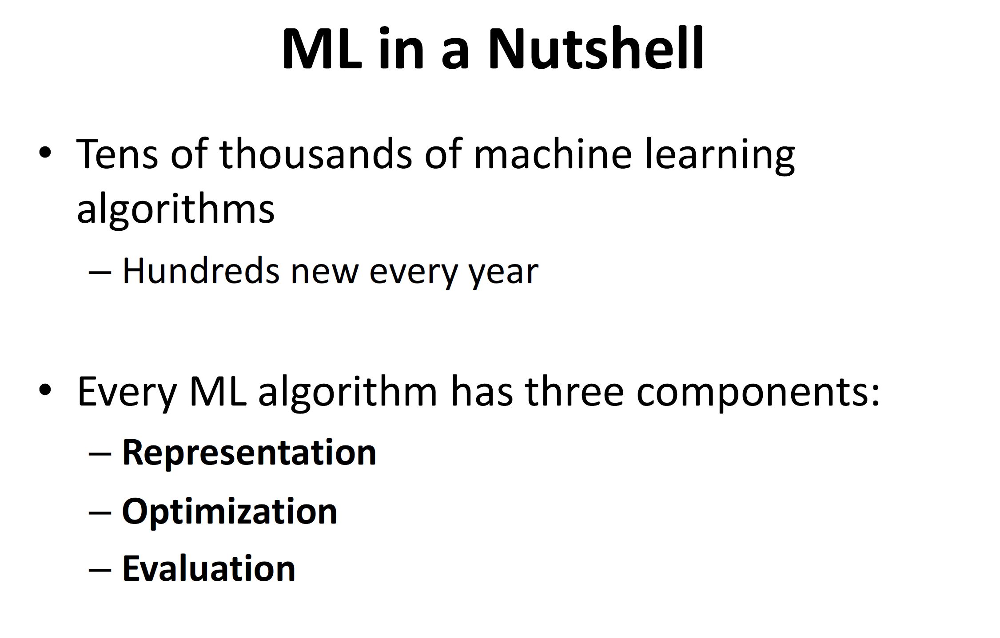 ML in a Nutshell
• Tens of thousands of machine learning
algorithms
– Hundreds new every year
• Every ML algorithm has three components:
– Representation
– Optimization
– Evaluation